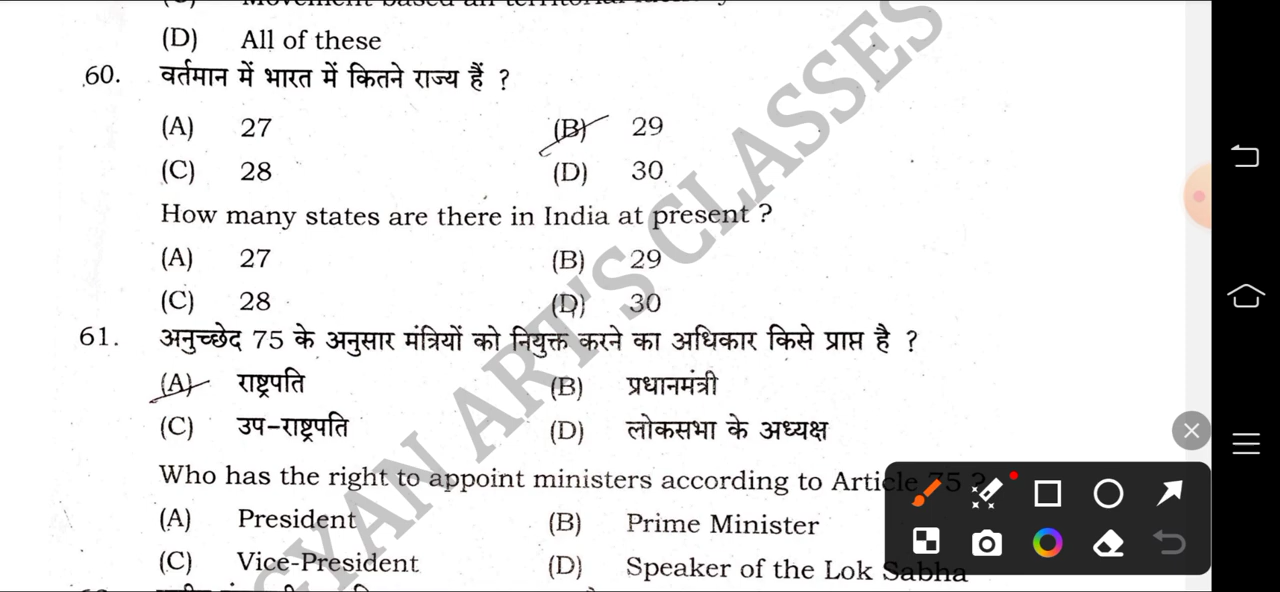 (D) All of these
60. वर्तमान में भारत में कितने राज्य हैं ?
(A) 27 (B) 29
(C) 28 (D) 30
How many states are there in India at present ?
(A) 27 (B) 29
(C) 28 (D) 30
61. अनुच्छेद 75 के अनुसार मंत्रियों को नियुक्त करने का अधिकार किसे प्राप्त है ?
(A) राष्ट्रपति (B) प्रधानमंत्री
(C) उप-राष्ट्रपति (D) लोकसभा के अध्यक्ष
Who has the right to appoint ministers according to Article 75 ?
(A) President (B) Prime Minister
(C) Vice-President (D) Speaker of the Lok Sabha
GYAN ART'S CLASSES